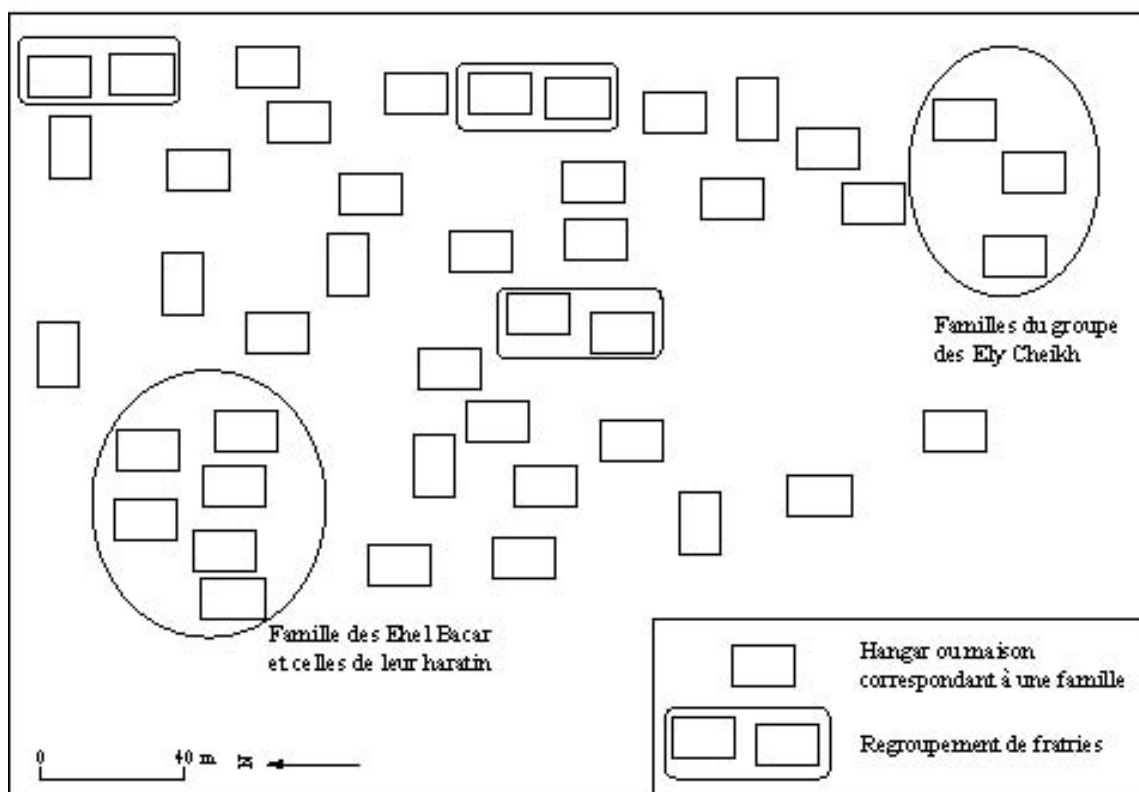 Familles du groupe
des Ely Cheikh
Famille des Ehel Bacar
et celles de leur haratin
Hangar ou maison
correspondant à une famille
Regroupement de fratries
0 40 m
N